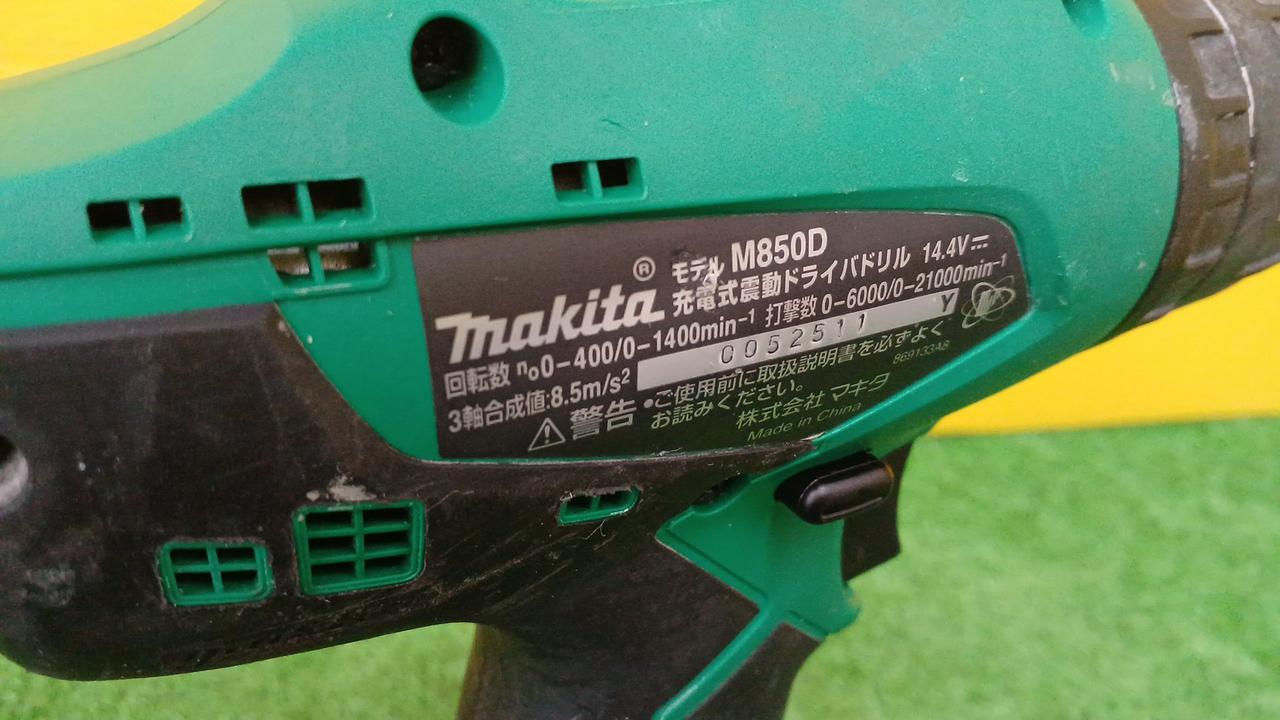 makita®
モデル M850D
充電式震動ドライバドリル 14.4V⎓
回転数 n₀0-400/0-1400min⁻¹ 打撃数 0-6000/0-21000min⁻¹
3軸合成値:8.5m/s² 0052511 Y
警告 •ご使用前に取扱説明書を必ずよく
お読みください。
869133A8
株式会社 マキタ
Made in China